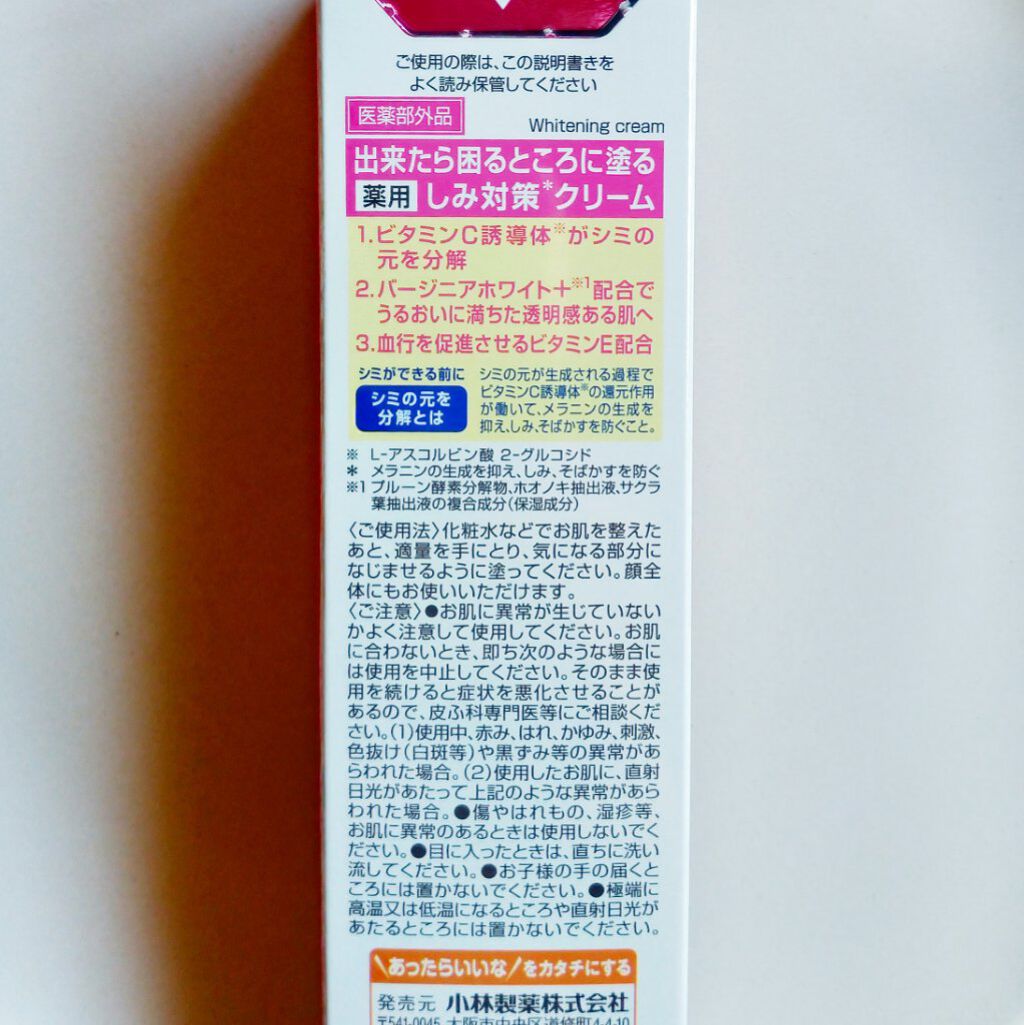 ご使用の際は、この説明書きを
よく読み保管してください
医薬部外品
Whitening cream
出来たら困るところに塗る
薬用 しみ対策*クリーム
1.ビタミンC誘導体※がシミの
元を分解
2.バージニアホワイト+※1配合で
うるおいに満ちた透明感ある肌へ
3.血行を促進させるビタミンE配合
シミができる前に
シミの元を
分解とは
シミの元が生成される過程で
ビタミンC誘導体※の還元作用
が働いて、メラニンの生成を
抑え、しみ、そばかすを防ぐこと。
※ L-アスコルビン酸 2-グルコシド
* メラニンの生成を抑え、しみ、そばかすを防ぐ
※1 プルーン酵素分解物、ホオノキ抽出液、サクラ
葉抽出液の複合成分(保湿成分)
〈ご使用法〉化粧水などでお肌を整えた
あと、適量を手にとり、気になる部分に
なじませるように塗ってください。顔全
体にもお使いいただけます。
〈ご注意〉●お肌に異常が生じていない
かよく注意して使用してください。お肌
に合わないとき、即ち次のような場合に
は使用を中止してください。そのまま使
用を続けると症状を悪化させることが
あるので、皮ふ科専門医等にご相談くだ
さい。(1)使用中、赤み、はれ、かゆみ、刺激、
色抜け(白斑等)や黒ずみ等の異常があ
らわれた場合。(2)使用したお肌に、直射
日光があたって上記のような異常があら
われた場合。●傷やはれもの、湿疹等、
お肌に異常のあるときは使用しないでく
ださい。●目に入ったときは、直ちに洗い
流してください。●お子様の手の届くと
ころには置かないでください。●極端に
高温又は低温になるところや直射日光が
あたるところには置かないでください。
\あったらいいな/をカタチにする
発売元 小林製薬株式会社
〒541-0045 大阪市中央区道修町4-4-10